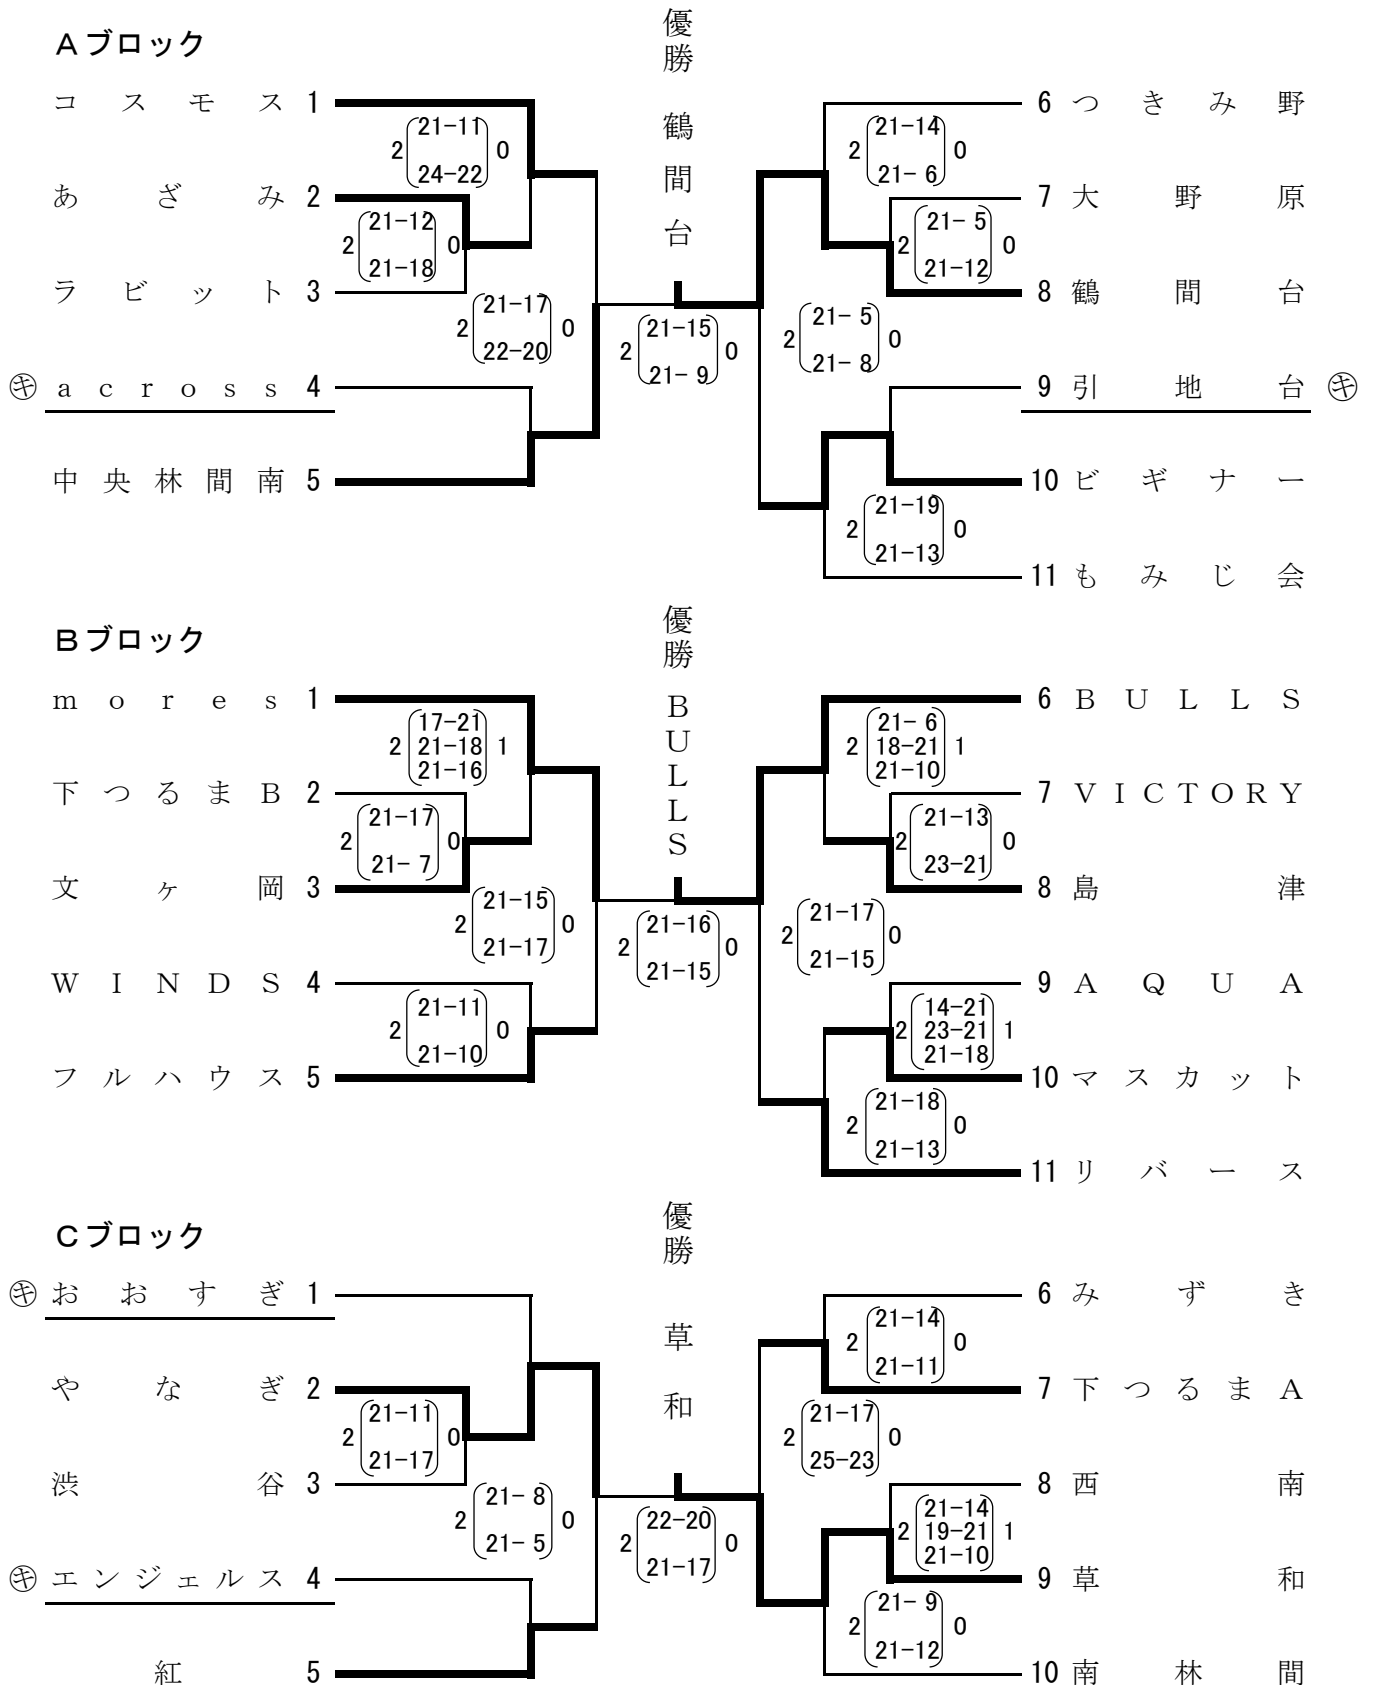 Aブロック
優勝 鶴間台
コスモス 1
6 つきみ野
21-11
2 0
24-22
21-14
2 0
21- 6
あざみ 2
7 大野原
21-12
2 0
21-18
21- 5
2 0
21-12
ラビット 3
8 鶴間台
21-17
2 0
22-20
21-15
2 0
21- 9
21- 5
2 0
21- 8
㋖ across 4
9 引地台 ㋖
中央林間南 5
10 ビギナー
21-19
2 0
21-13
11 もみじ会
Bブロック
優勝 BULLS
mores 1
6 BULLS
17-21
2 21-18 1
21-16
21- 6
2 18-21 1
21-10
下つるまB 2
7 VICTORY
21-17
2 0
21- 7
21-13
2 0
23-21
文ヶ岡 3
8 島津
21-15
2 0
21-17
21-16
2 0
21-15
21-17
2 0
21-15
WINDS 4
9 AQUA
21-11
2 0
21-10
14-21
2 23-21 1
21-18
フルハウス 5
10 マスカット
21-18
2 0
21-13
11 リバース
Cブロック
優勝 草和
㋖ おおすぎ 1
6 みずき
21-14
2 0
21-11
やなぎ 2
7 下つるまA
21-11
2 0
21-17
21-17
2 0
25-23
渋谷 3
8 西南
21- 8
2 0
21- 5
22-20
2 0
21-17
21-14
2 19-21 1
21-10
㋖ エンジェルス 4
9 草和
21- 9
2 0
21-12
紅 5
10 南林間